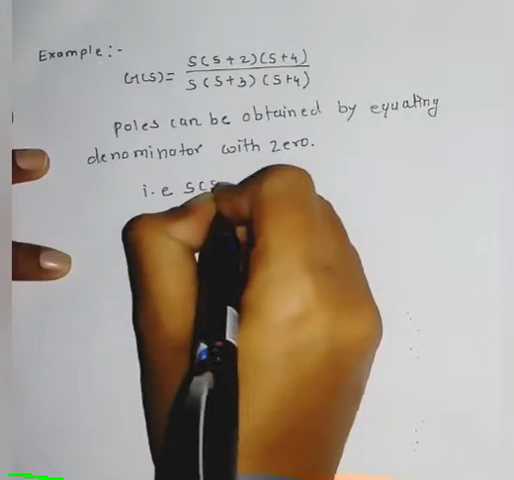 Example:-
S(S+2)(S+4)
G(S)=
S(S+3)(S+4)
poles can be obtained by equating
denominator with zero.
i.e S(S